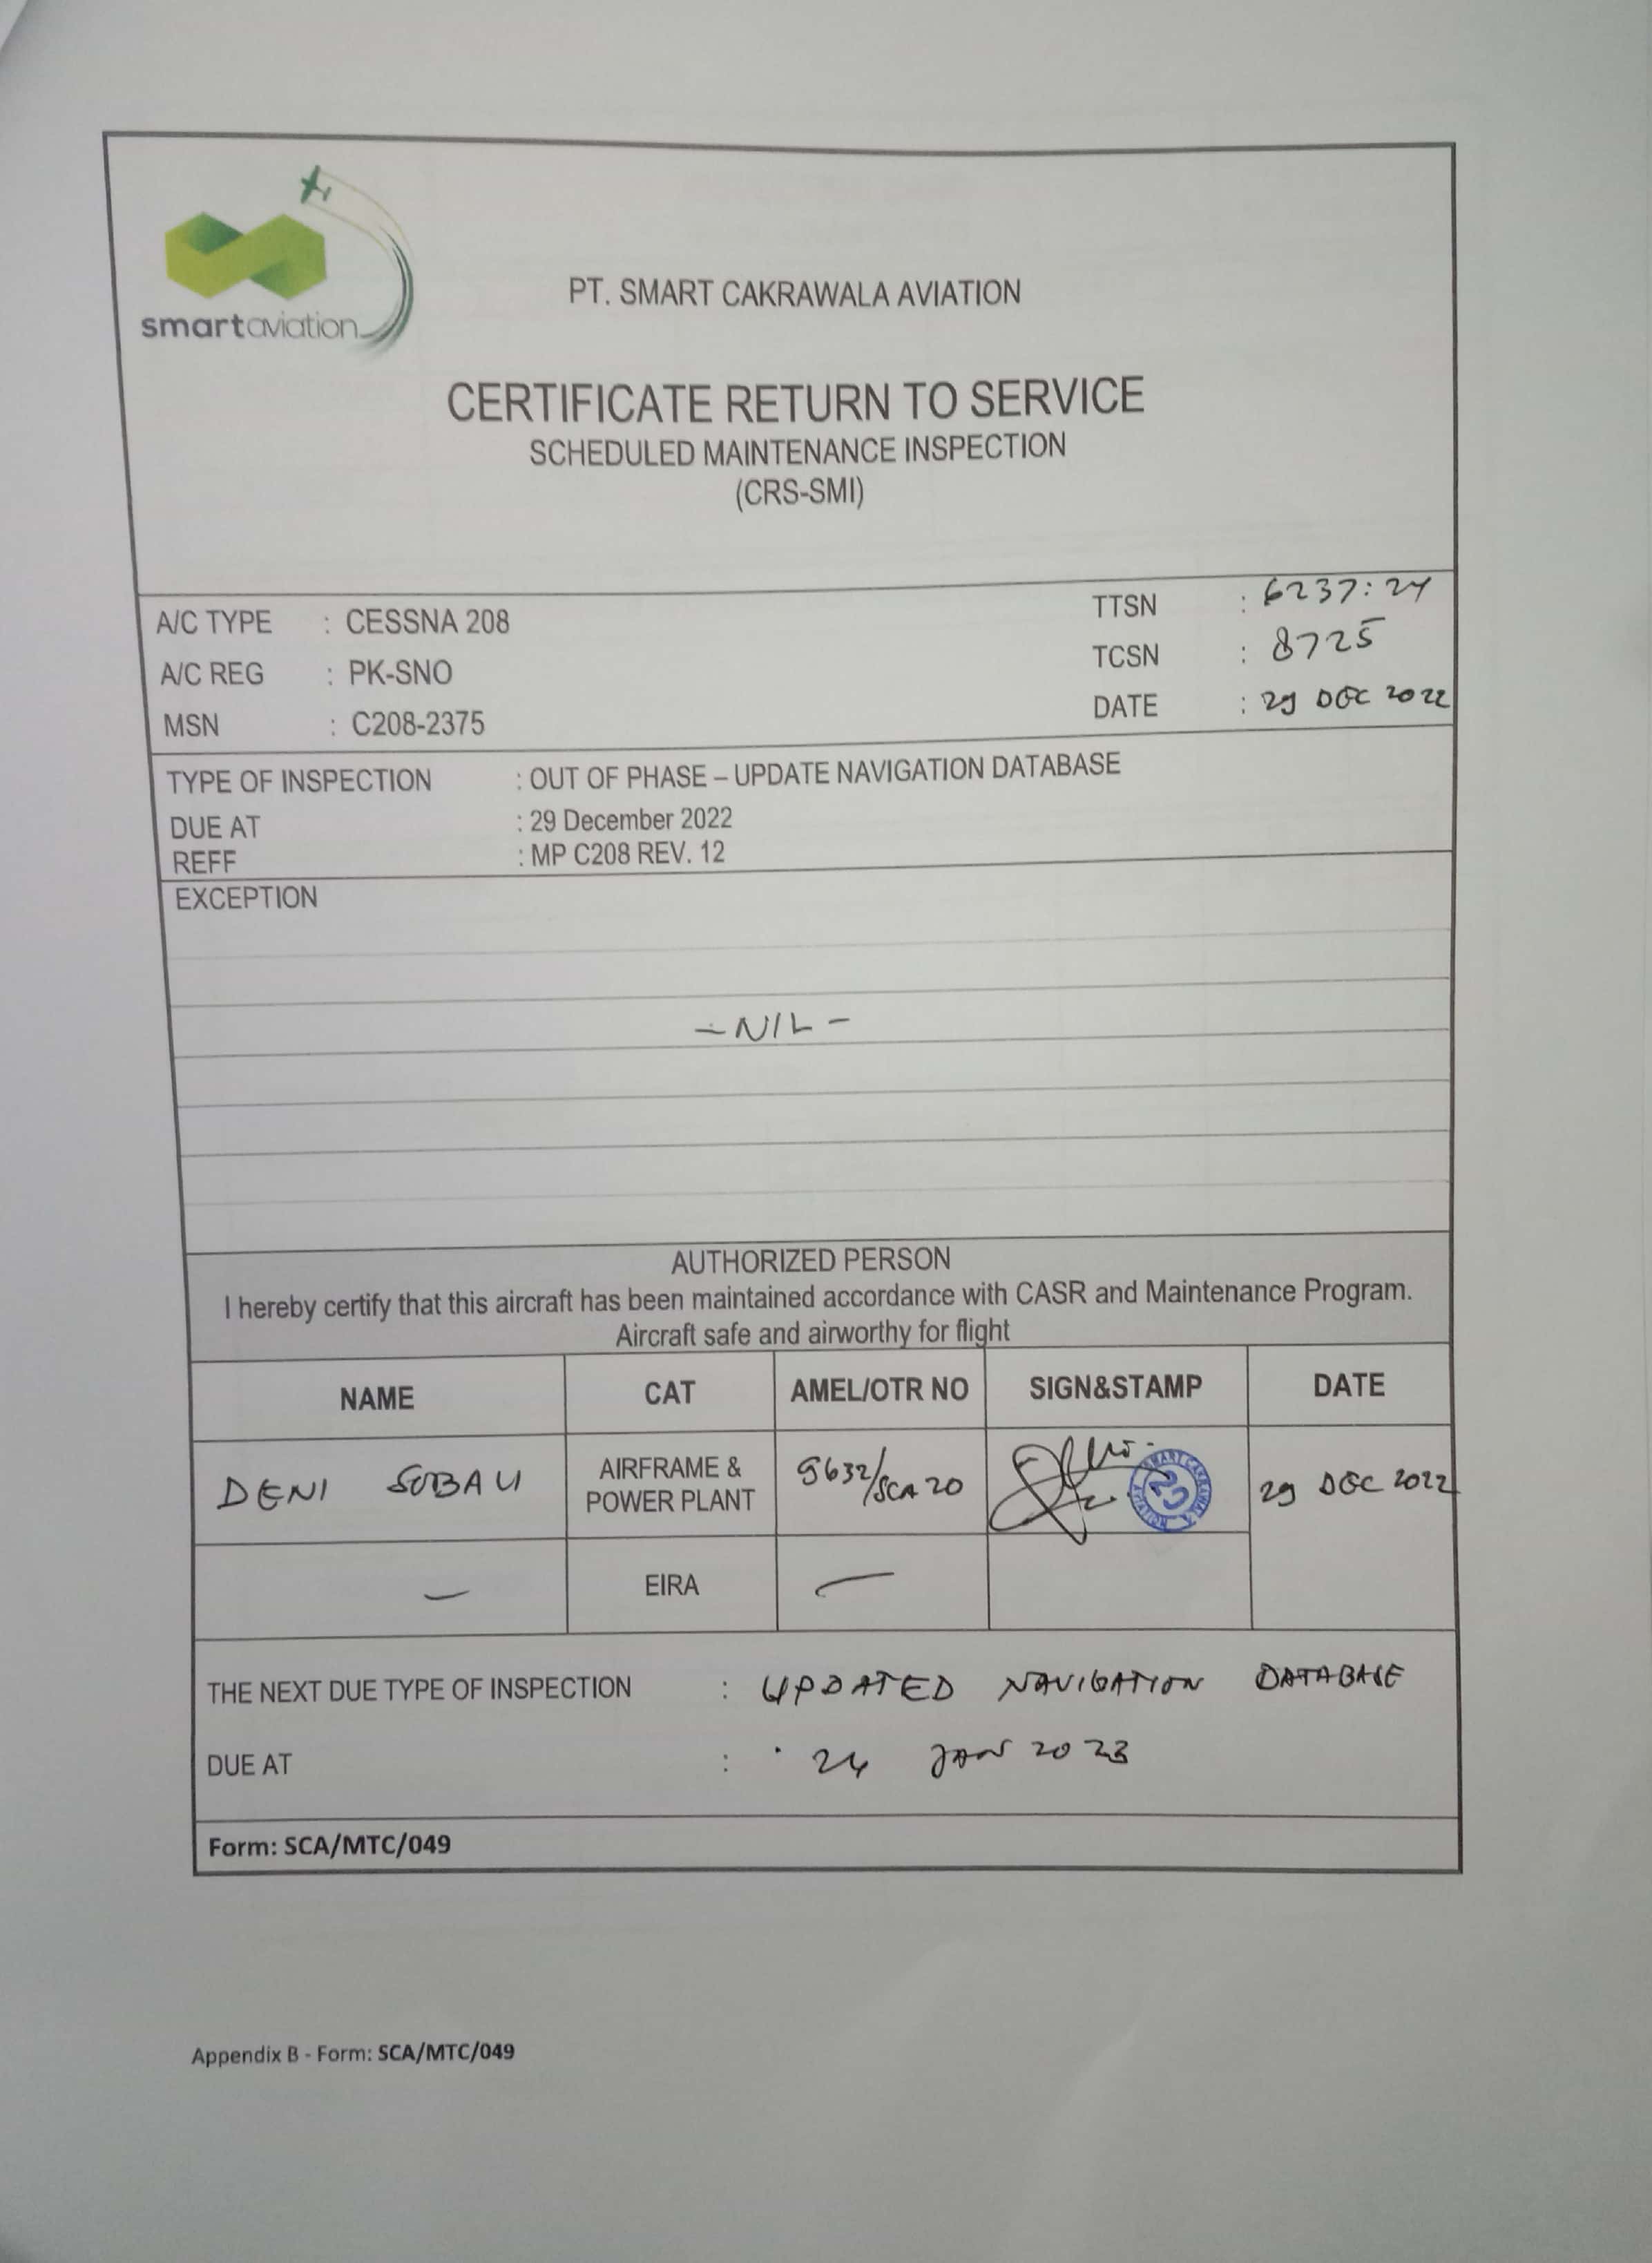 smartaviation
PT. SMART CAKRAWALA AVIATION
CERTIFICATE RETURN TO SERVICE
SCHEDULED MAINTENANCE INSPECTION
(CRS-SMI)
A/C TYPE : CESSNA 208 TTSN : 6237:24
A/C REG : PK-SNO TCSN : 8725
MSN : C208-2375 DATE : 29 DEC 2022
TYPE OF INSPECTION : OUT OF PHASE – UPDATE NAVIGATION DATABASE
DUE AT : 29 December 2022
REFF : MP C208 REV. 12
EXCEPTION
- NIL -
AUTHORIZED PERSON
I hereby certify that this aircraft has been maintained accordance with CASR and Maintenance Program.
Aircraft safe and airworthy for flight
NAME CAT AMEL/OTR NO SIGN&STAMP DATE
DENI AIRFRAME & POWER PLANT 9632/SCA 20 SMART CAKRAWALA AVIATION 29 DEC 2022
— EIRA —
THE NEXT DUE TYPE OF INSPECTION : UPDATED NAVIGATION DATABASE
DUE AT : 24 JAN 2023
Form: SCA/MTC/049
Appendix B - Form: SCA/MTC/049